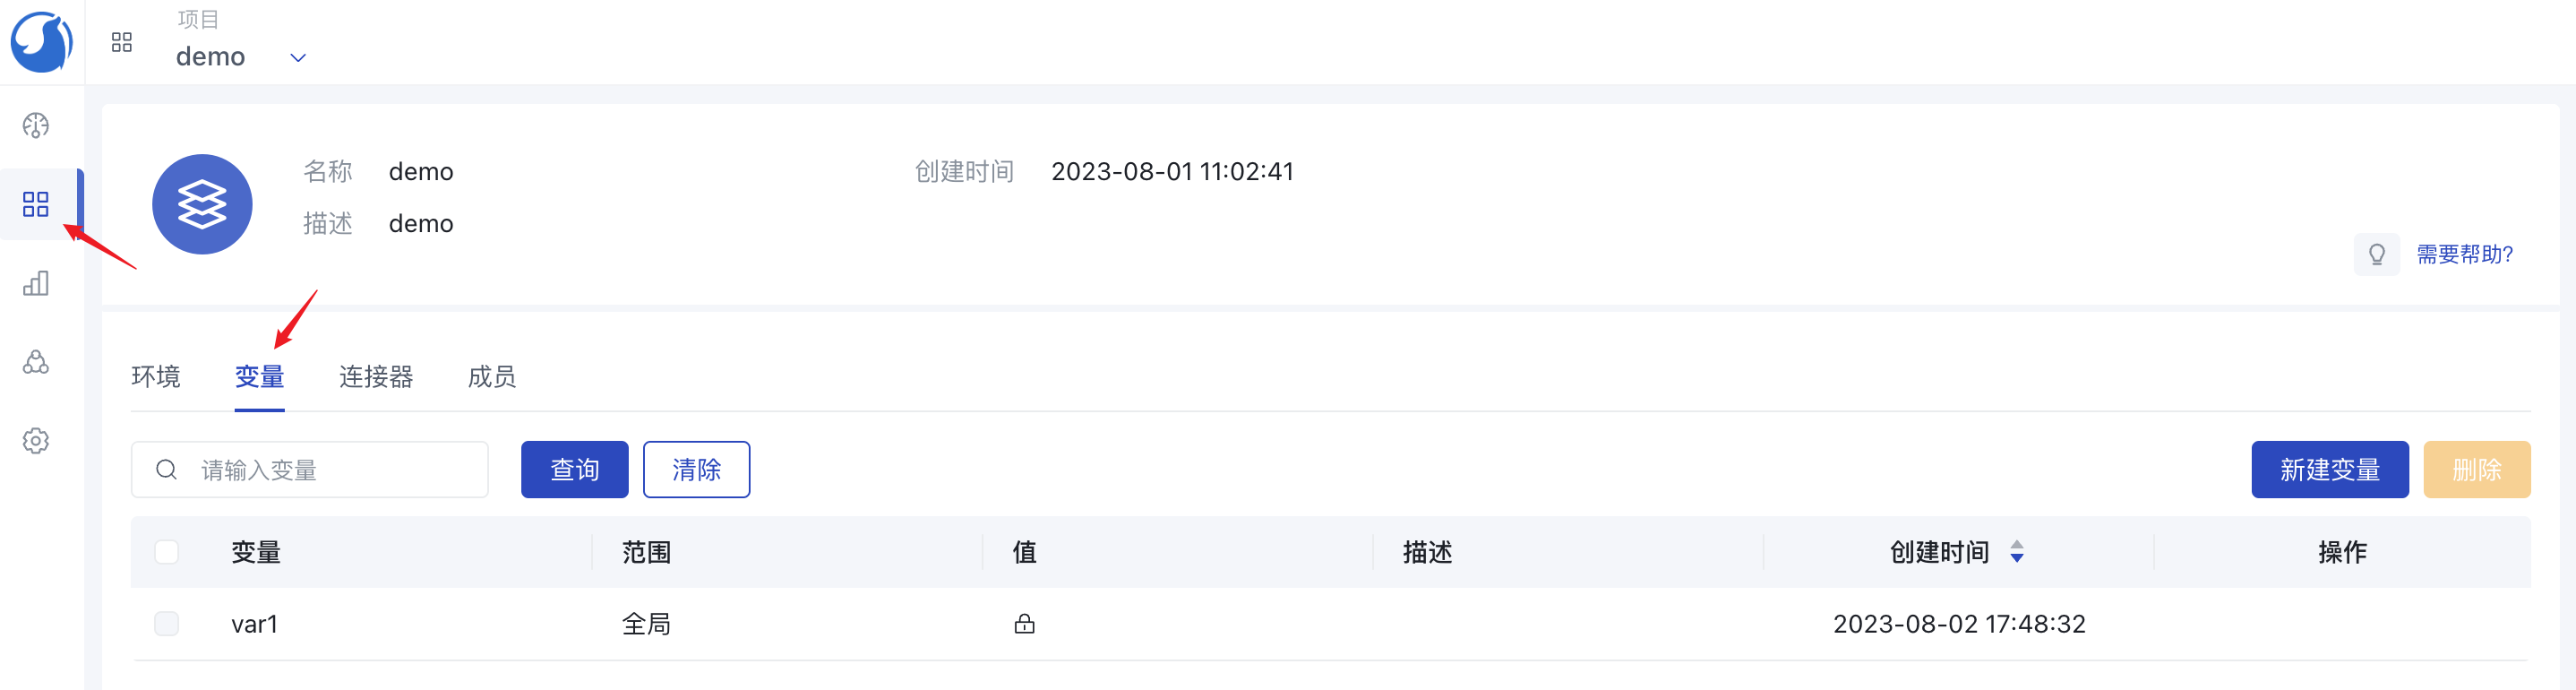 项目
demo
名称 demo 创建时间 2023-08-01 11:02:41
描述 demo
需要帮助?
环境 变量 连接器 成员
请输入变量 查询 清除 新建变量 删除
变量 范围 值 描述 创建时间 操作
var1 全局 2023-08-02 17:48:32